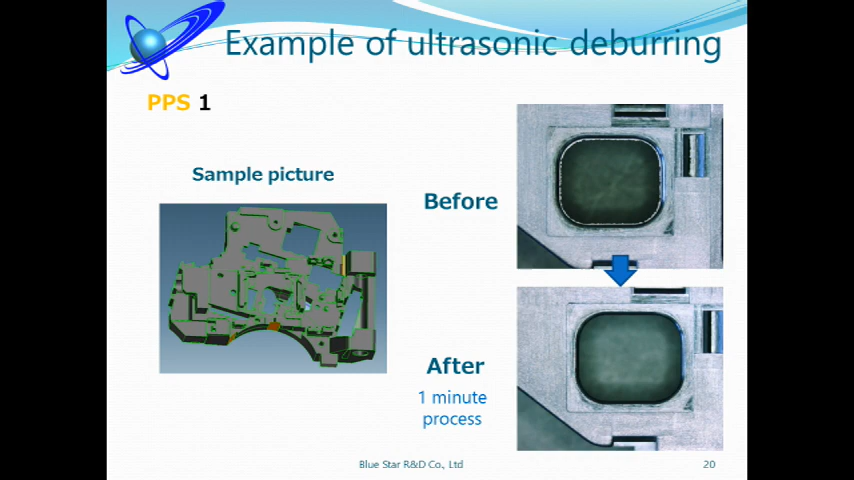 Example of ultrasonic deburring
PPS 1
Sample picture
Before
After
1 minute
process
Blue Star R&D Co., Ltd
20